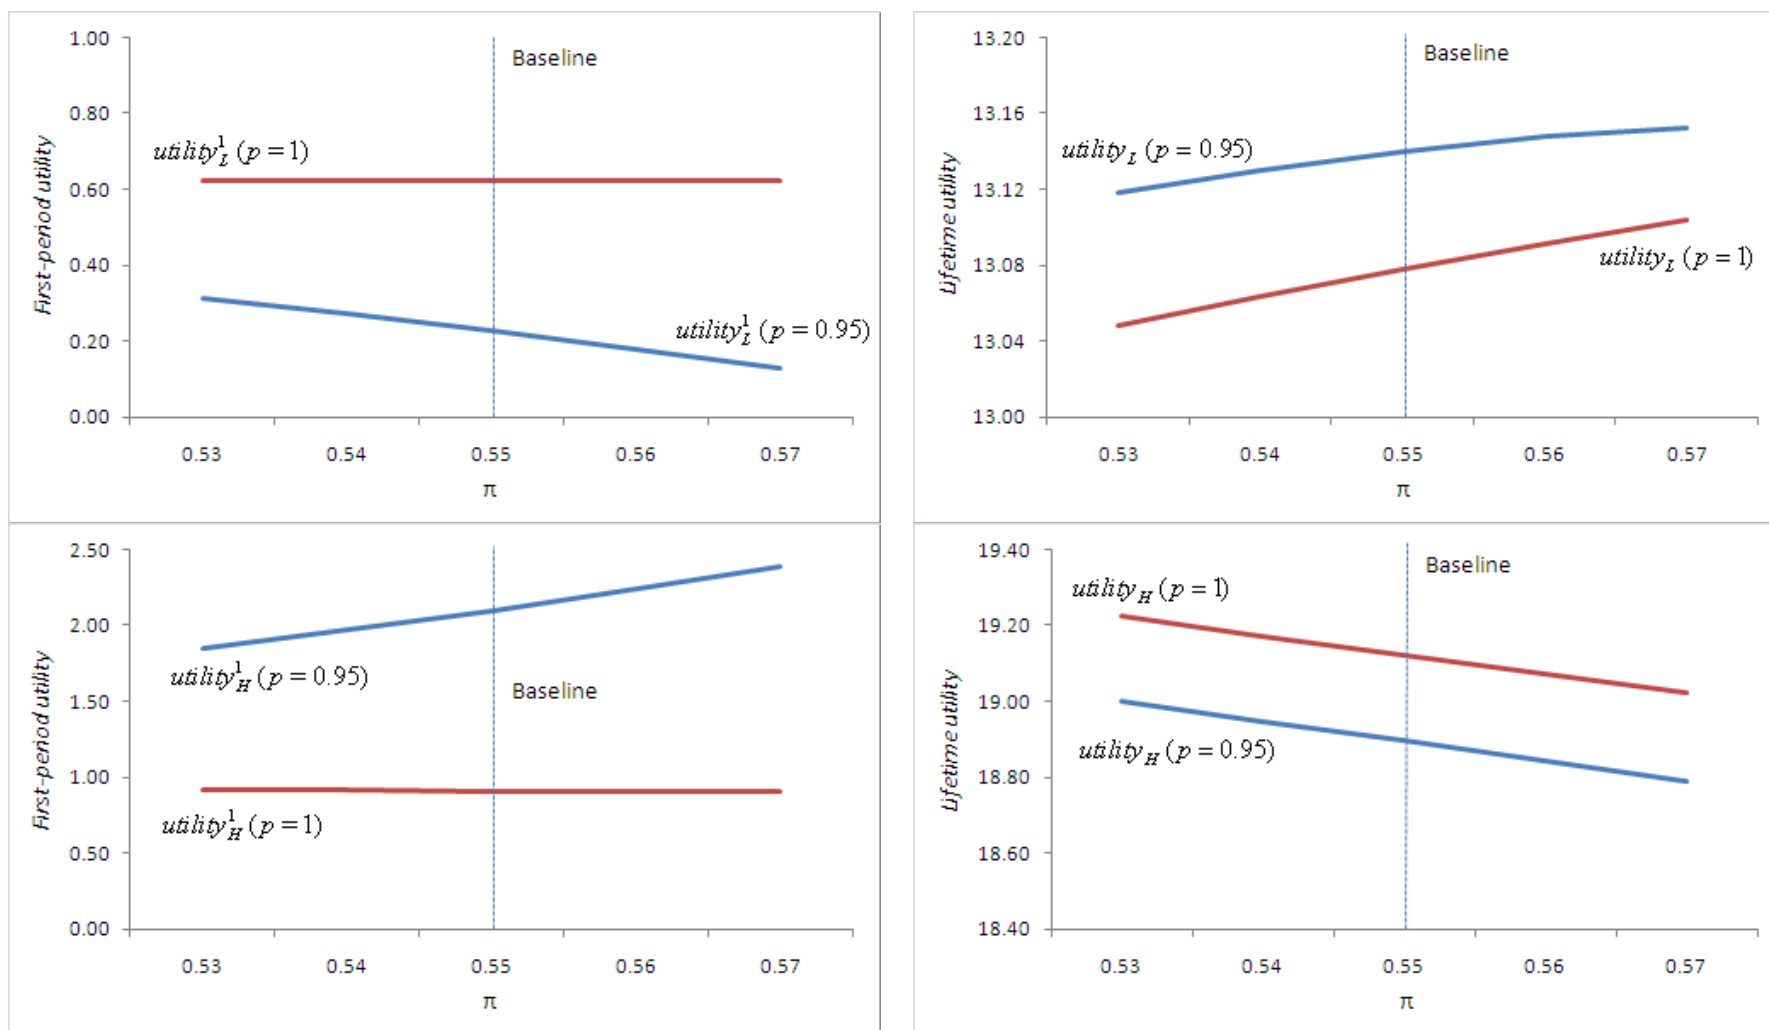 First-period utility
1.00
0.80
0.60
0.40
0.20
0.00
Baseline
utility¹_L (p = 1)
utility¹_L (p = 0.95)
0.53 0.54 0.55 0.56 0.57
π
Lifetime utility
13.20
13.16
13.12
13.08
13.04
13.00
Baseline
utility_L (p = 0.95)
utility_L (p = 1)
0.53 0.54 0.55 0.56 0.57
π
First-period utility
2.50
2.00
1.50
1.00
0.50
0.00
utility¹_H (p = 0.95)
Baseline
utility¹_H (p = 1)
0.53 0.54 0.55 0.56 0.57
π
Lifetime utility
19.40
19.20
19.00
18.80
18.60
18.40
Baseline
utility_H (p = 1)
utility_H (p = 0.95)
0.53 0.54 0.55 0.56 0.57
π